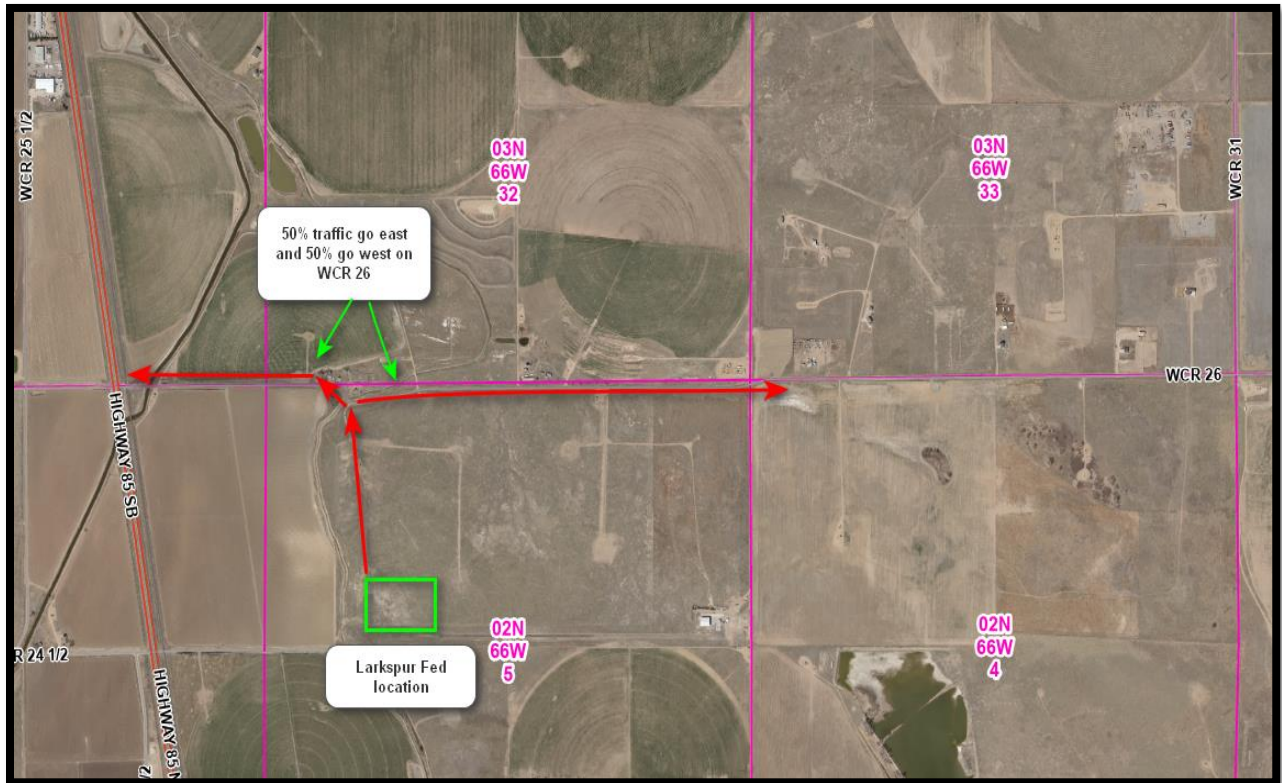 WCR 25 1/2
03N
66W
32
03N
66W
33
WCR 31
50% traffic go east
and 50% go west on
WCR 26
WCR 26
HIGHWAY 85 SB
02N
66W
5
02N
66W
4
R 24 1/2
Larkspur Fed
location
HIGHWAY 85 N
/2